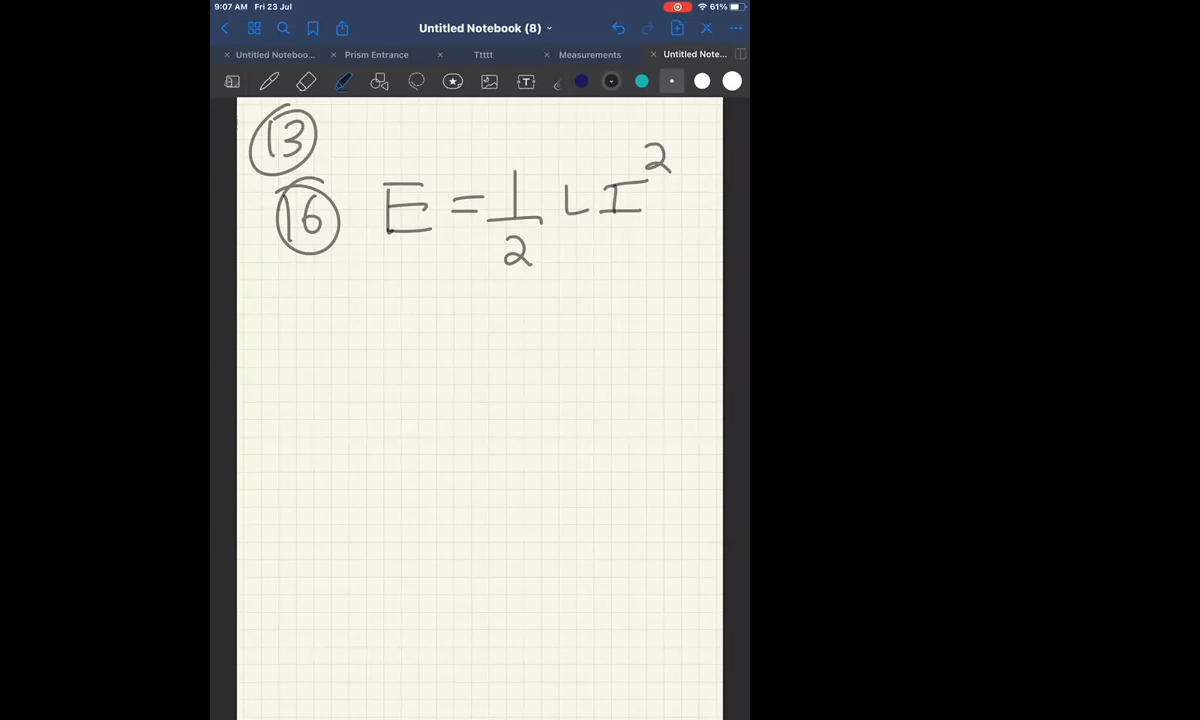 9:07 AM Fri 23 Jul 61%
Untitled Notebook (8)
Untitled Noteboo... Prism Entrance Ttttt Measurements Untitled Note...
T
13
16 E = 1/2 LI²